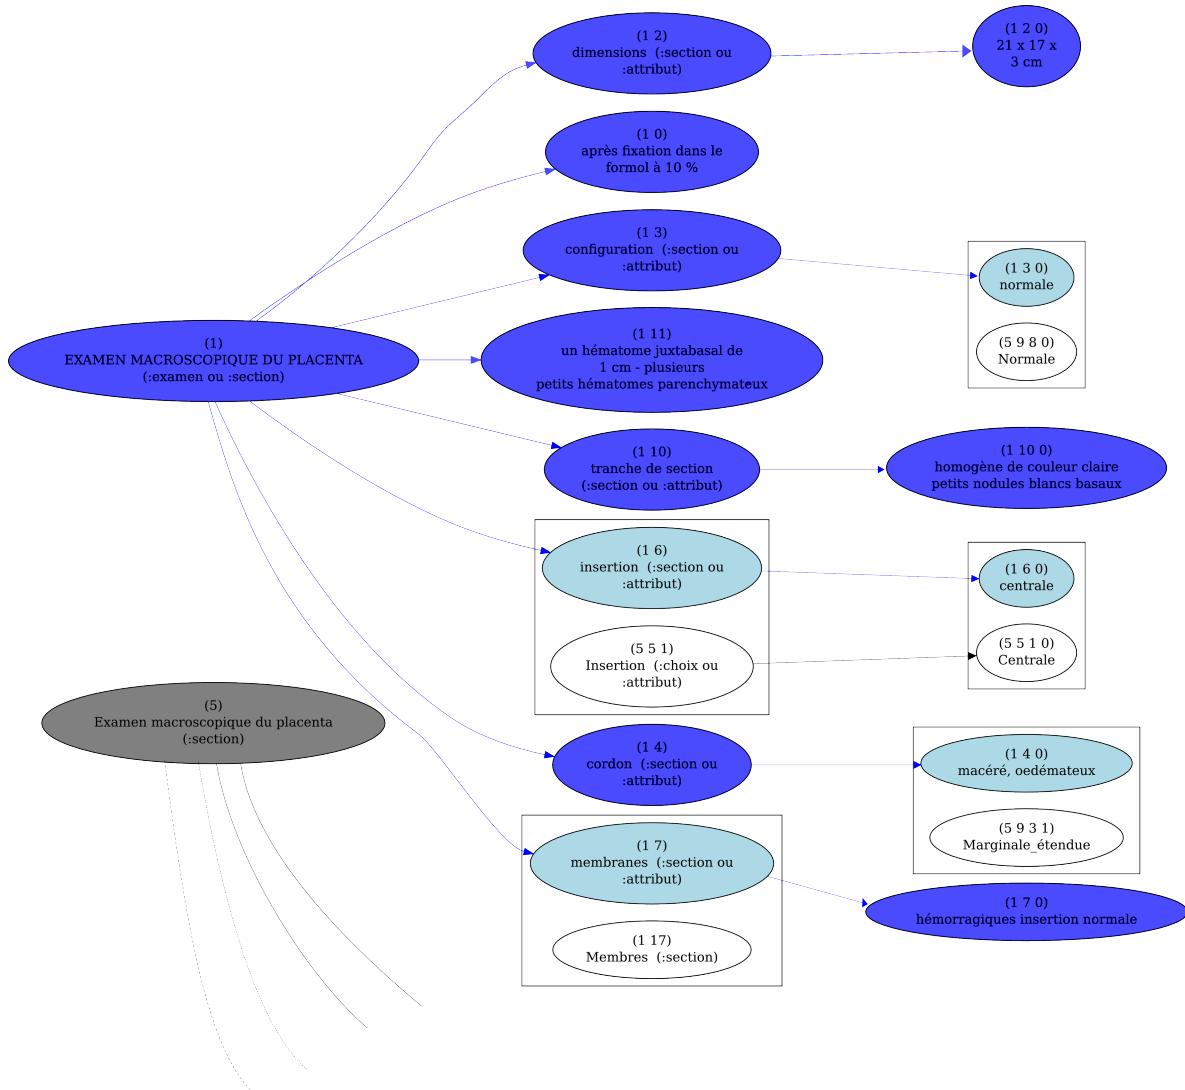 (1 2)
dimensions (:section ou
:attribut)
(1 2 0)
21 x 17 x
3 cm
(1 0)
après fixation dans le
formol à 10 %
(1 3)
configuration (:section ou
:attribut)
(1 3 0)
normale
(5 9 8 0)
Normale
(1)
EXAMEN MACROSCOPIQUE DU PLACENTA
(:examen ou :section)
(1 11)
un hématome juxtabasal de
1 cm - plusieurs
petits hématomes parenchymateux
(1 10)
tranche de section
(:section ou :attribut)
(1 10 0)
homogène de couleur claire
petits nodules blancs basaux
(1 6)
insertion (:section ou
:attribut)
(1 6 0)
centrale
(5 5 1)
Insertion (:choix ou
:attribut)
(5 5 1 0)
Centrale
(5)
Examen macroscopique du placenta
(:section)
(1 4)
cordon (:section ou
:attribut)
(1 4 0)
macéré, oedémateux
(5 9 3 1)
Marginale_étendue
(1 7)
membranes (:section ou
:attribut)
(1 7 0)
hémorragiques insertion normale
(1 17)
Membres (:section)